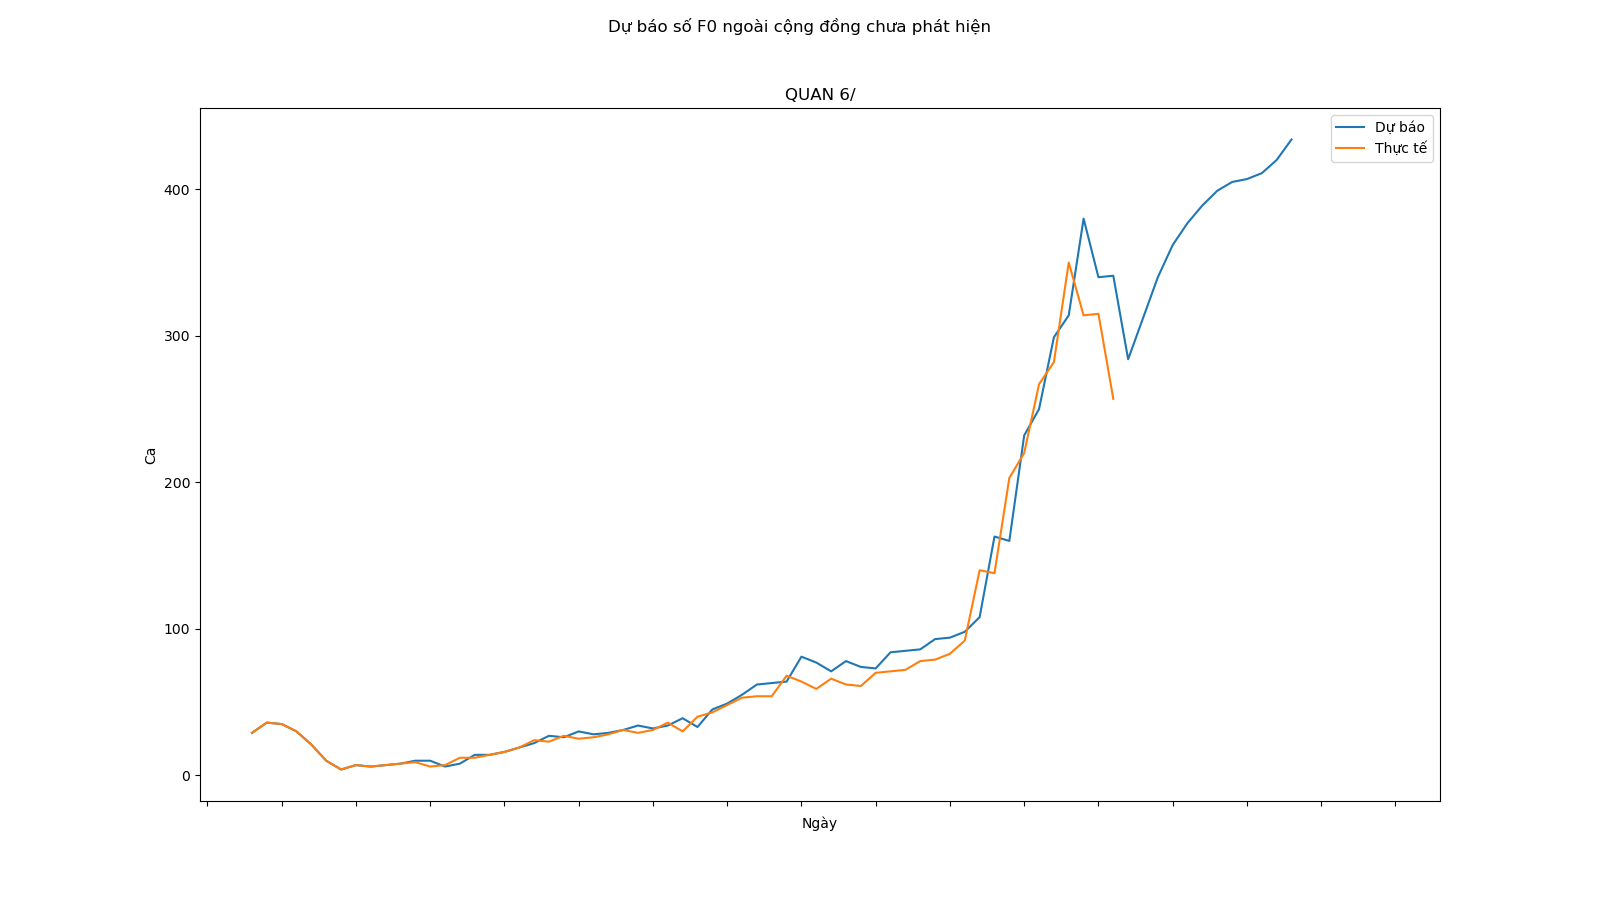 Dự báo số F0 ngoài cộng đồng chưa phát hiện
QUAN 6/
Dự báo
Thực tế
400
300
200
100
0
Ca
Ngày